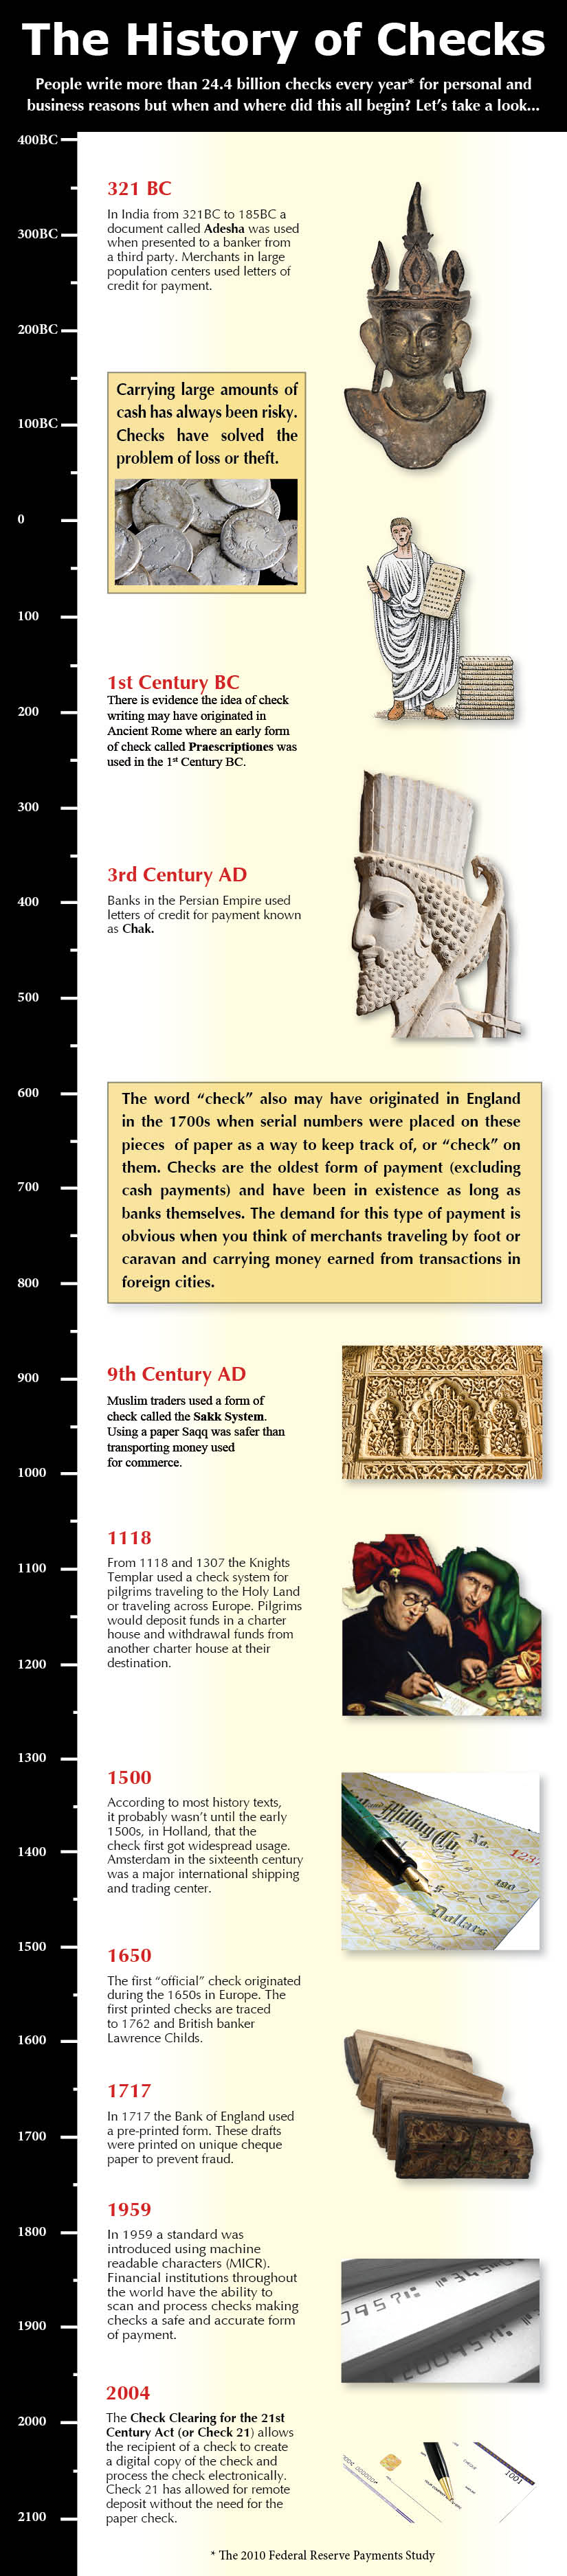 The History of Checks
People write more than 24.4 billion checks every year* for personal and
business reasons but when and where did this all begin? Let's take a look...
400BC
321 BC
In India from 321BC to 185BC a
document called Adesha was used
when presented to a banker from
a third party. Merchants in large
population centers used letters of
credit for payment.
300BC
200BC
Carrying large amounts of
cash has always been risky.
Checks have solved the
problem of loss or theft.
100BC
0
100
1st Century BC
There is evidence the idea of check
writing may have originated in
Ancient Rome where an early form
of check called Praescriptiones was
used in the 1st Century BC.
200
300
3rd Century AD
Banks in the Persian Empire used
letters of credit for payment known
as Chak.
400
500
600
The word “check” also may have originated in England
in the 1700s when serial numbers were placed on these
pieces of paper as a way to keep track of, or “check” on
them. Checks are the oldest form of payment (excluding
cash payments) and have been in existence as long as
banks themselves. The demand for this type of payment is
obvious when you think of merchants traveling by foot or
caravan and carrying money earned from transactions in
foreign cities.
700
800
900
9th Century AD
Muslim traders used a form of
check called the Sakk System.
Using a paper Saqq was safer than
transporting money used
for commerce.
1000
1118
From 1118 and 1307 the Knights
Templar used a check system for
pilgrims traveling to the Holy Land
or traveling across Europe. Pilgrims
would deposit funds in a charter
house and withdrawal funds from
another charter house at their
destination.
1100
1200
1300
1500
According to most history texts,
it probably wasn't until the early
1500s, in Holland, that the
check first got widespread usage.
Amsterdam in the sixteenth century
was a major international shipping
and trading center.
Milling Co.
No.
1237
190
Dollars
1400
1500
1650
The first “official” check originated
during the 1650s in Europe. The
first printed checks are traced
to 1762 and British banker
Lawrence Childs.
1600
1717
In 1717 the Bank of England used
a pre-printed form. These drafts
were printed on unique cheque
paper to prevent fraud.
1700
1800
1959
In 1959 a standard was
introduced using machine
readable characters (MICR).
Financial institutions throughout
the world have the ability to
scan and process checks making
checks a safe and accurate form
of payment.
1900
2004
The Check Clearing for the 21st
Century Act (or Check 21) allows
the recipient of a check to create
a digital copy of the check and
process the check electronically.
Check 21 has allowed for remote
deposit without the need for the
paper check.
1001
2000
2100
* The 2010 Federal Reserve Payments Study